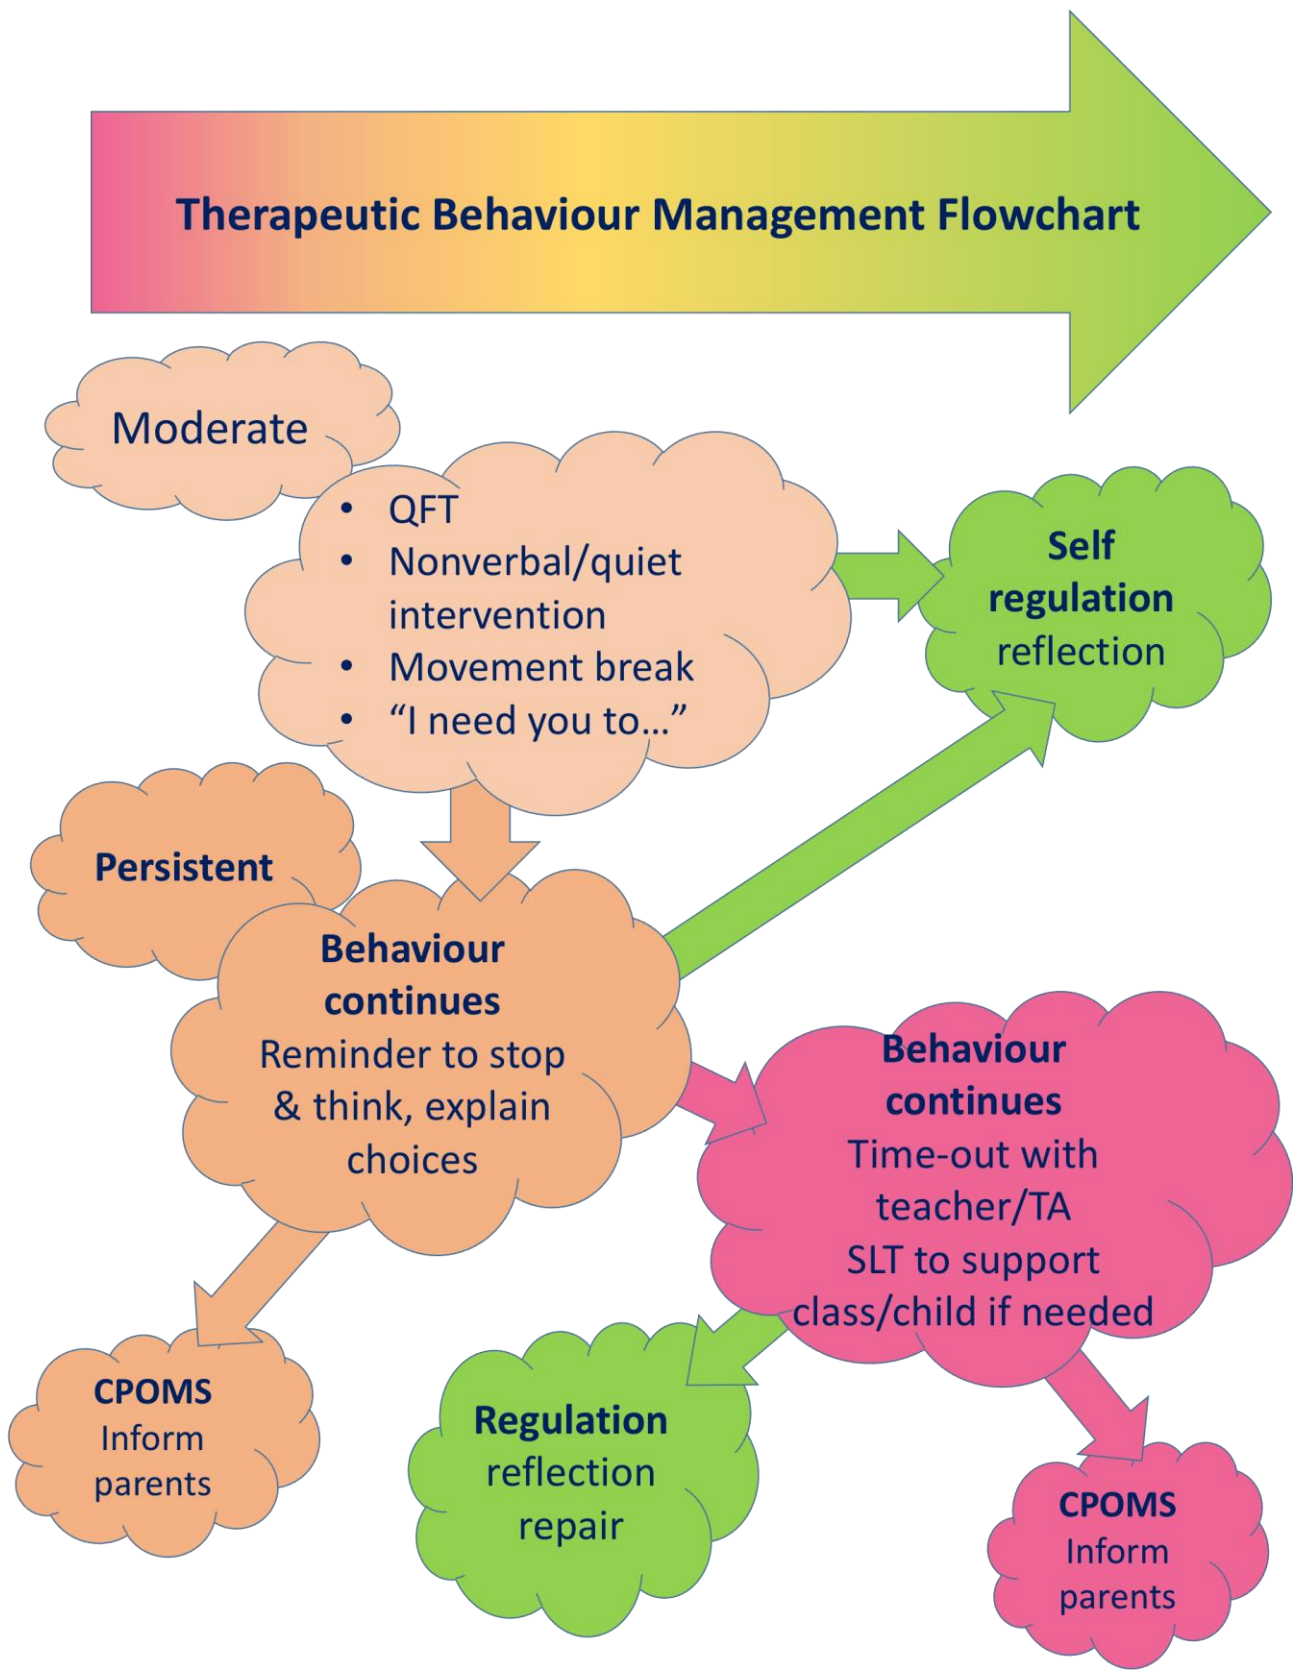 Therapeutic Behaviour Management Flowchart
Moderate
• QFT
• Nonverbal/quiet
intervention
• Movement break
• “I need you to…”
Self
regulation
reflection
Persistent
Behaviour
continues
Reminder to stop
& think, explain
choices
Behaviour
continues
Time-out with
teacher/TA
SLT to support
class/child if needed
CPOMS
Inform
parents
Regulation
reflection
repair
CPOMS
Inform
parents